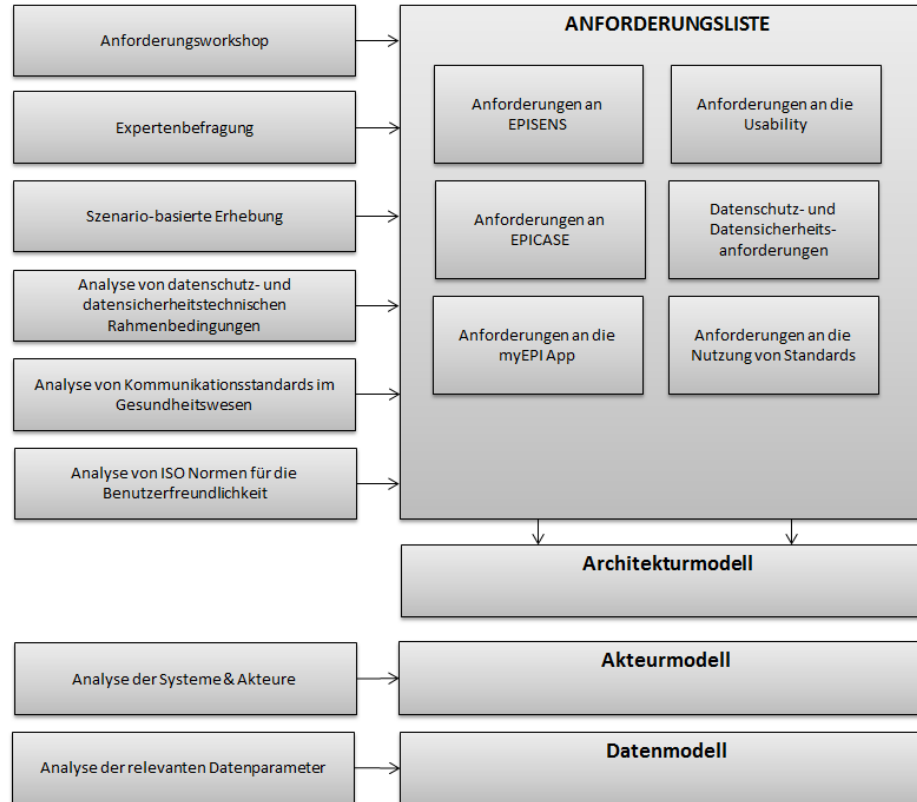 Anforderungsworkshop
Expertenbefragung
Szenario-basierte Erhebung
Analyse von datenschutz- und
datensicherheitstechnischen
Rahmenbedingungen
Analyse von Kommunikationsstandards im
Gesundheitswesen
Analyse von ISO Normen für die
Benutzerfreundlichkeit
ANFORDERUNGSLISTE
Anforderungen an
EPISENS
Anforderungen an die
Usability
Anforderungen an
EPICASE
Datenschutz- und
Datensicherheits-
anforderungen
Anforderungen an die
myEPI App
Anforderungen an die
Nutzung von Standards
Architekturmodell
Analyse der Systeme & Akteure
Akteurmodell
Analyse der relevanten Datenparameter
Datenmodell